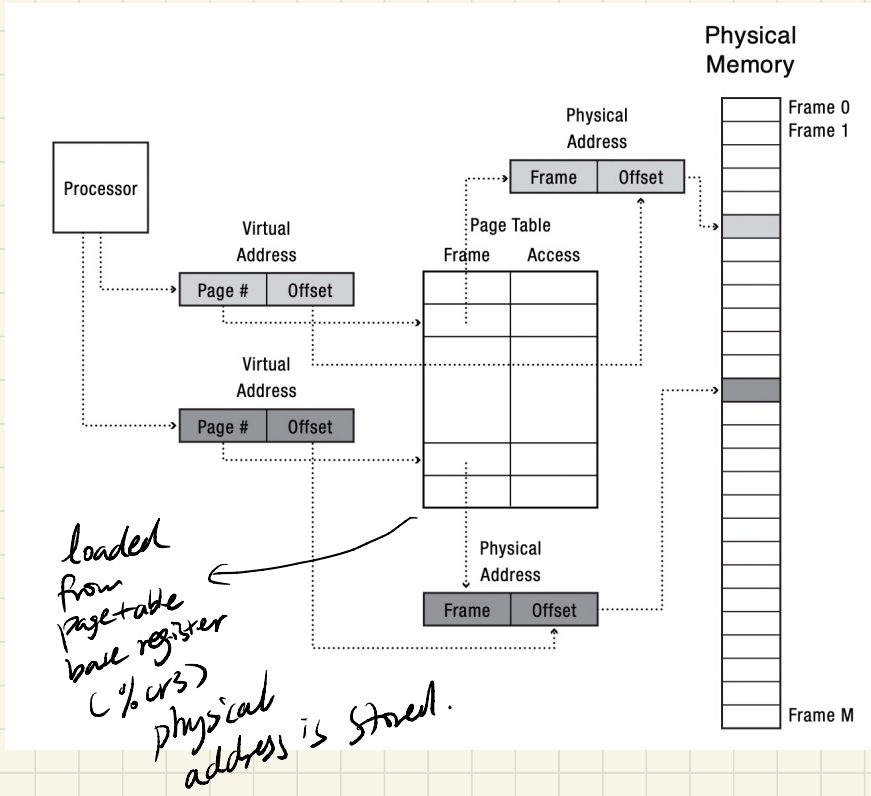 Physical
Memory
Frame 0
Frame 1
Physical
Address
Frame Offset
Processor
Page Table
Frame Access
Virtual
Address
Page # Offset
Virtual
Address
Page # Offset
Physical
Address
Frame Offset
Frame M
loaded
from
pagetable
base register
(%cr3)
physical
address is stored.